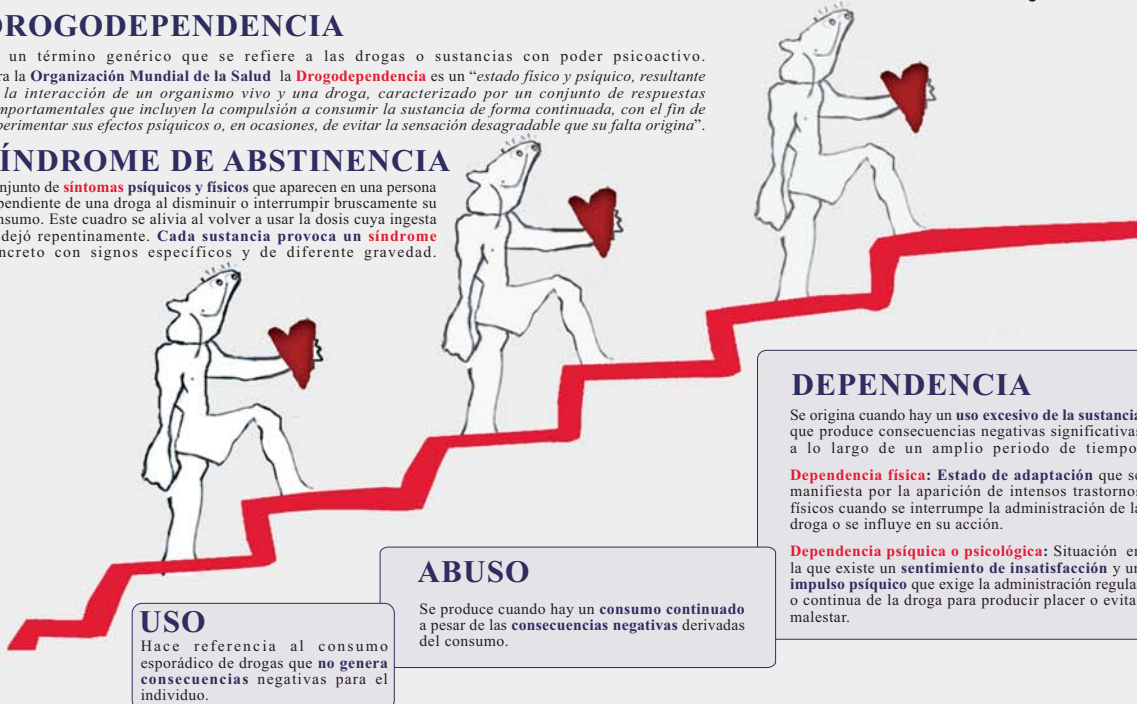 DROGODEPENDENCIA
un término genérico que se refiere a las drogas o sustancias con poder psicoactivo.
la Organización Mundial de la Salud la Drogodependencia es un “estado físico y psíquico, resultante
la interacción de un organismo vivo y una droga, caracterizado por un conjunto de respuestas
comportamentales que incluyen la compulsión a consumir la sustancia de forma continuada, con el fin de
experimentar sus efectos psíquicos o, en ocasiones, de evitar la sensación desagradable que su falta origina”.
SÍNDROME DE ABSTINENCIA
Conjunto de síntomas psíquicos y físicos que aparecen en una persona
dependiente de una droga al disminuir o interrumpir bruscamente su
consumo. Este cuadro se alivia al volver a usar la dosis cuya ingesta
dejó repentinamente. Cada sustancia provoca un síndrome
concreto con signos específicos y de diferente gravedad.
USO
Hace referencia al consumo
esporádico de drogas que no genera
consecuencias negativas para el
individuo.
ABUSO
Se produce cuando hay un consumo continuado
a pesar de las consecuencias negativas derivadas
del consumo.
DEPENDENCIA
Se origina cuando hay un uso excesivo de la sustancia
que produce consecuencias negativas significativas
a lo largo de un amplio periodo de tiempo
Dependencia física: Estado de adaptación que se
manifiesta por la aparición de intensos trastornos
físicos cuando se interrumpe la administración de la
droga o se influye en su acción.
Dependencia psíquica o psicológica: Situación en
la que existe un sentimiento de insatisfacción y un
impulso psíquico que exige la administración regular
o continua de la droga para producir placer o evitar
malestar.